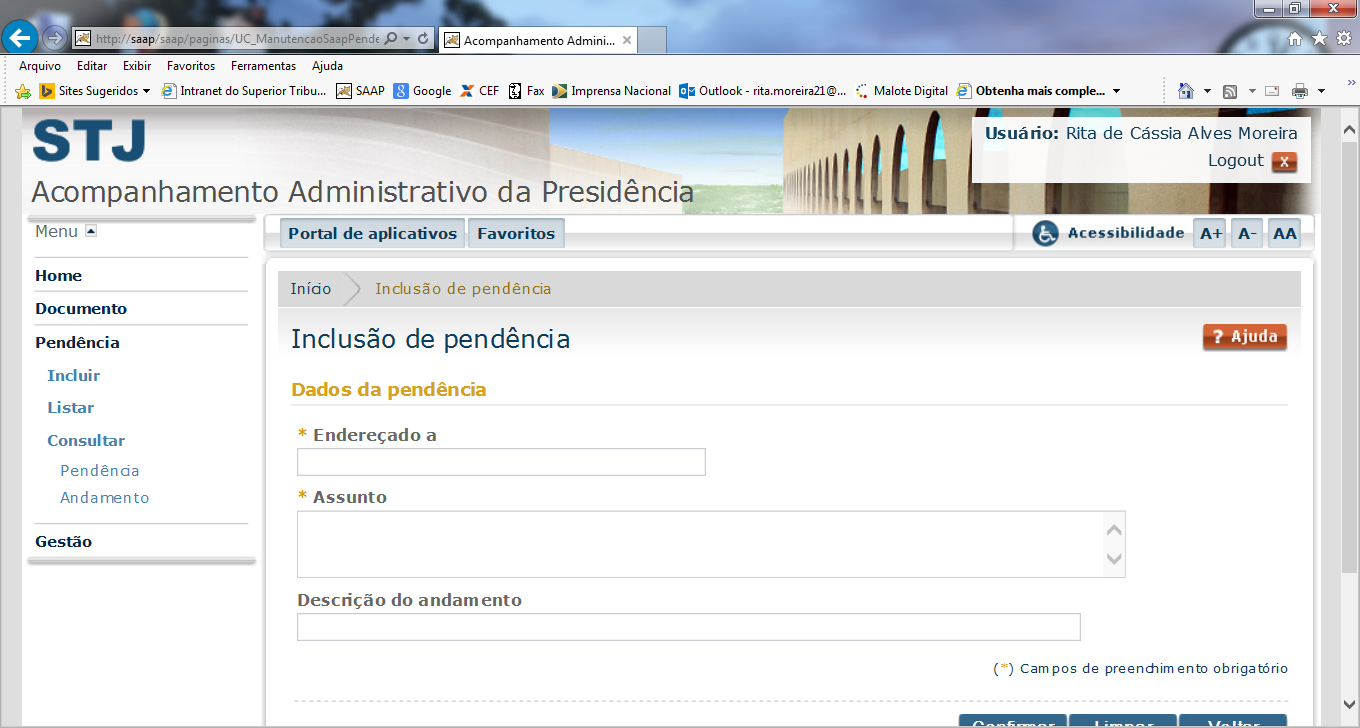 http://saap/saap/paginas/UC_ManutencaoSaapPende
Acompanhamento Admini... ×
Arquivo Editar Exibir Favoritos Ferramentas Ajuda
Sites Sugeridos Intranet do Superior Tribu... SAAP Google CEF Fax Imprensa Nacional Outlook - rita.moreira21@... Malote Digital Obtenha mais comple... »
STJ
Acompanhamento Administrativo da Presidência
Usuário: Rita de Cássia Alves Moreira
Logout x
Menu
Home
Documento
Pendência
Incluir
Listar
Consultar
Pendência
Andamento
Gestão
Portal de aplicativos Favoritos
Acessibilidade A+ A- AA
Início Inclusão de pendência
Inclusão de pendência
? Ajuda
Dados da pendência
* Endereçado a
* Assunto
Descrição do andamento
(*) Campos de preenchimento obrigatório
Confirmar Limpar Voltar